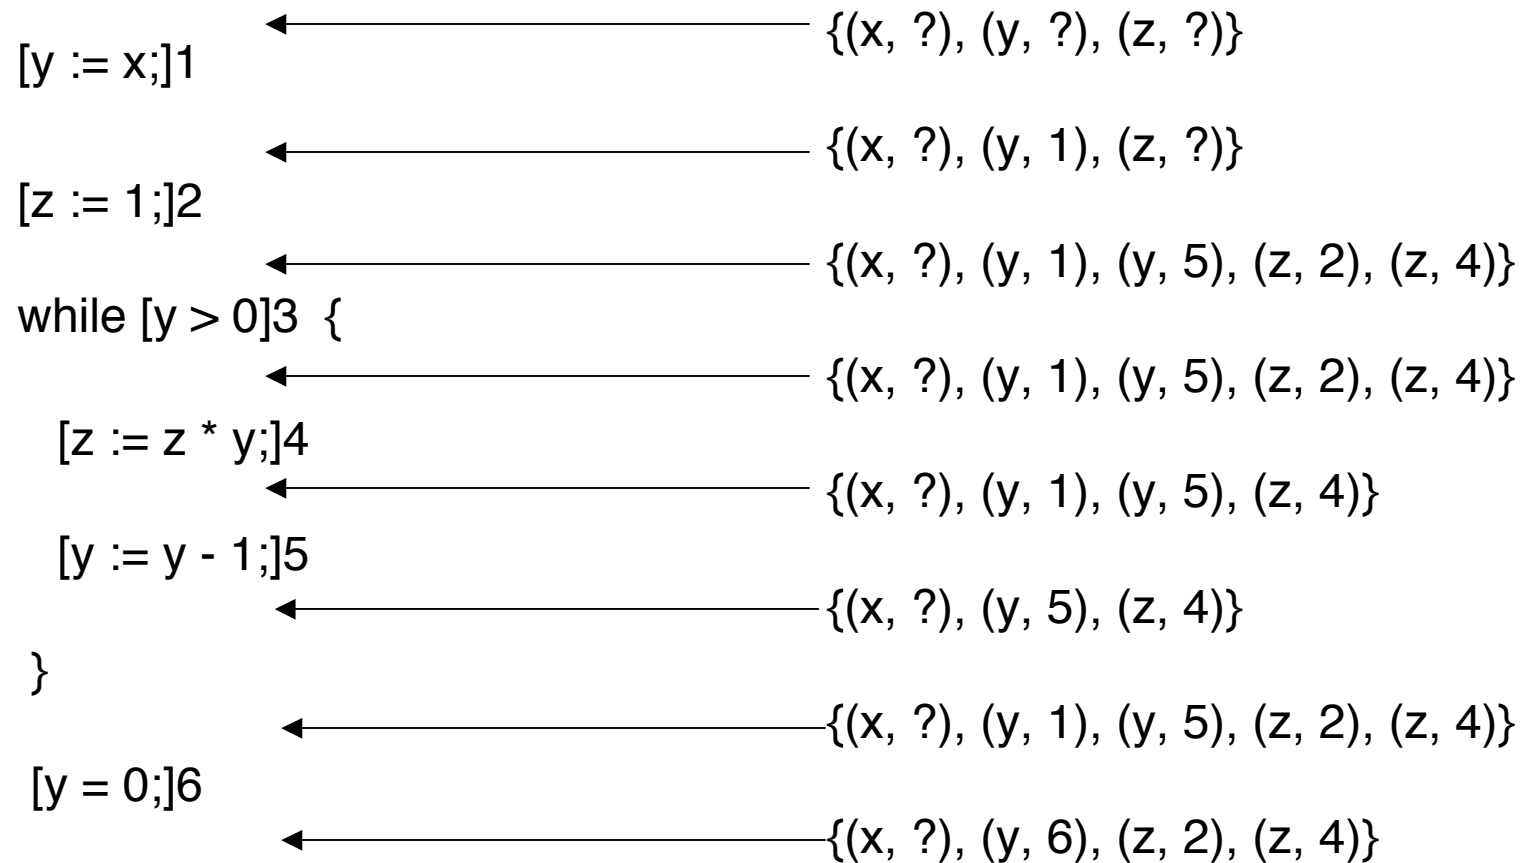 {(x, ?), (y, ?), (z, ?)}
[y := x;]1
{(x, ?), (y, 1), (z, ?)}
[z := 1;]2
{(x, ?), (y, 1), (y, 5), (z, 2), (z, 4)}
while [y > 0]3 {
{(x, ?), (y, 1), (y, 5), (z, 2), (z, 4)}
[z := z * y;]4
{(x, ?), (y, 1), (y, 5), (z, 4)}
[y := y - 1;]5
{(x, ?), (y, 5), (z, 4)}
}
{(x, ?), (y, 1), (y, 5), (z, 2), (z, 4)}
[y = 0;]6
{(x, ?), (y, 6), (z, 2), (z, 4)}